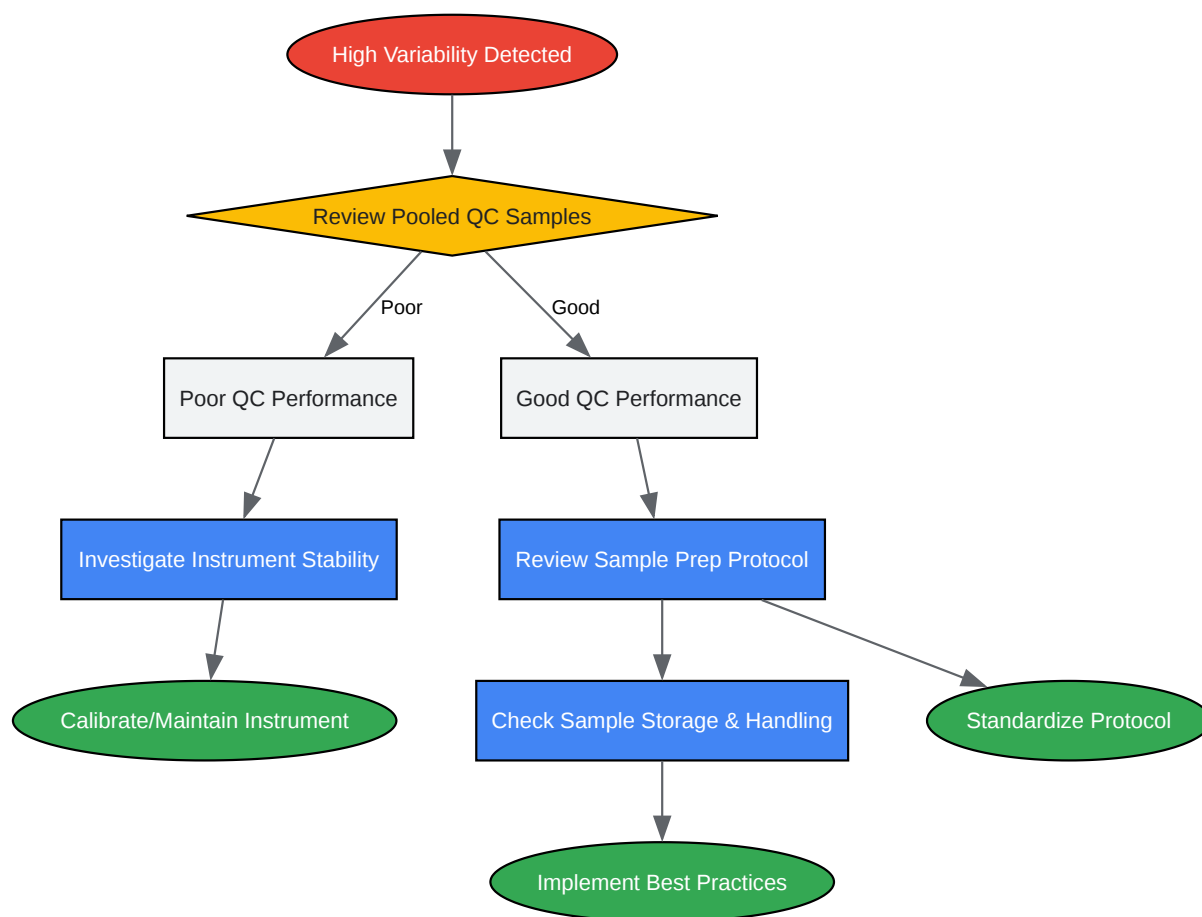 High Variability Detected
Review Pooled QC Samples
Poor
Good
Poor QC Performance
Good QC Performance
Investigate Instrument Stability
Review Sample Prep Protocol
Calibrate/Maintain Instrument
Check Sample Storage & Handling
Standardize Protocol
Implement Best Practices